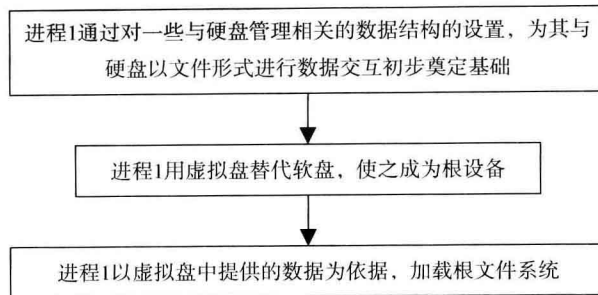 进程1通过对一些与硬盘管理相关的数据结构的设置，为其与
硬盘以文件形式进行数据交互初步奠定基础
进程1用虚拟盘替代软盘，使之成为根设备
进程1以虚拟盘中提供的数据为依据，加载根文件系统